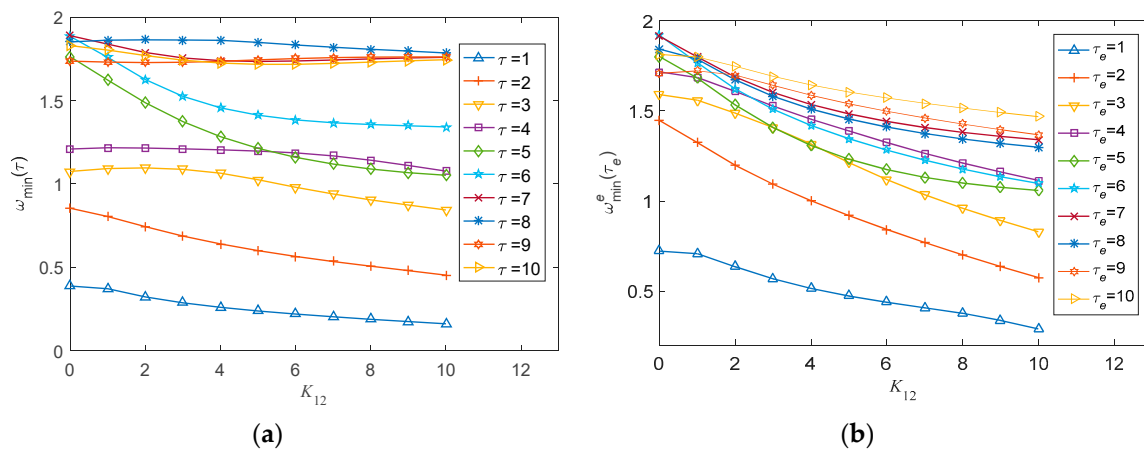 2
1.5
1
0.5
0
0 2 4 6 8 10 12
ω_min(τ)
K_12
τ =1
τ =2
τ =3
τ =4
τ =5
τ =6
τ =7
τ =8
τ =9
τ =10
(a)
2
1.5
1
0.5
0 2 4 6 8 10 12
ω^e_min(τ_e)
K_12
τ_e=1
τ_e=2
τ_e=3
τ_e=4
τ_e=5
τ_e=6
τ_e=7
τ_e=8
τ_e=9
τ_e=10
(b)